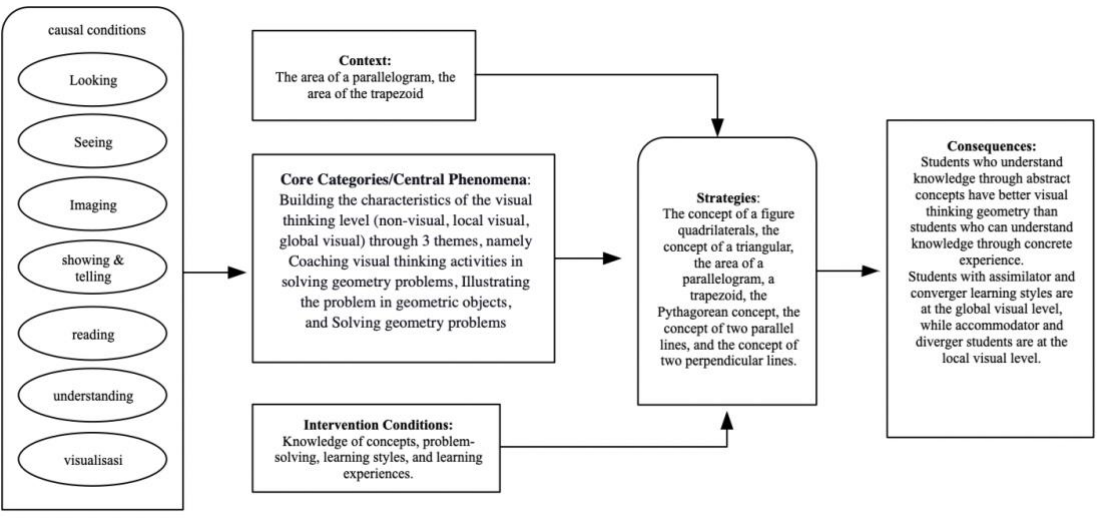 causal conditions
Looking
Seeing
Imaging
showing &
telling
reading
understanding
visualisasi
Context:
The area of a parallelogram, the
area of the trapezoid
Core Categories/Central Phenomena:
Building the characteristics of the visual
thinking level (non-visual, local visual,
global visual) through 3 themes, namely
Coaching visual thinking activities in
solving geometry problems, Illustrating
the problem in geometric objects,
and Solving geometry problems
Intervention Conditions:
Knowledge of concepts, problem-
solving, learning styles, and learning
experiences.
Strategies:
The concept of a figure
quadrilaterals, the
concept of a triangular,
the area of a
parallelogram, a
trapezoid, the
Pythagorean concept, the
concept of two parallel
lines, and the concept of
two perpendicular lines.
Consequences:
Students who understand
knowledge through abstract
concepts have better visual
thinking geometry than
students who can understand
knowledge through concrete
experience.
Students with assimilator and
converger learning styles are
at the global visual level,
while accommodator and
diverger students are at the
local visual level.